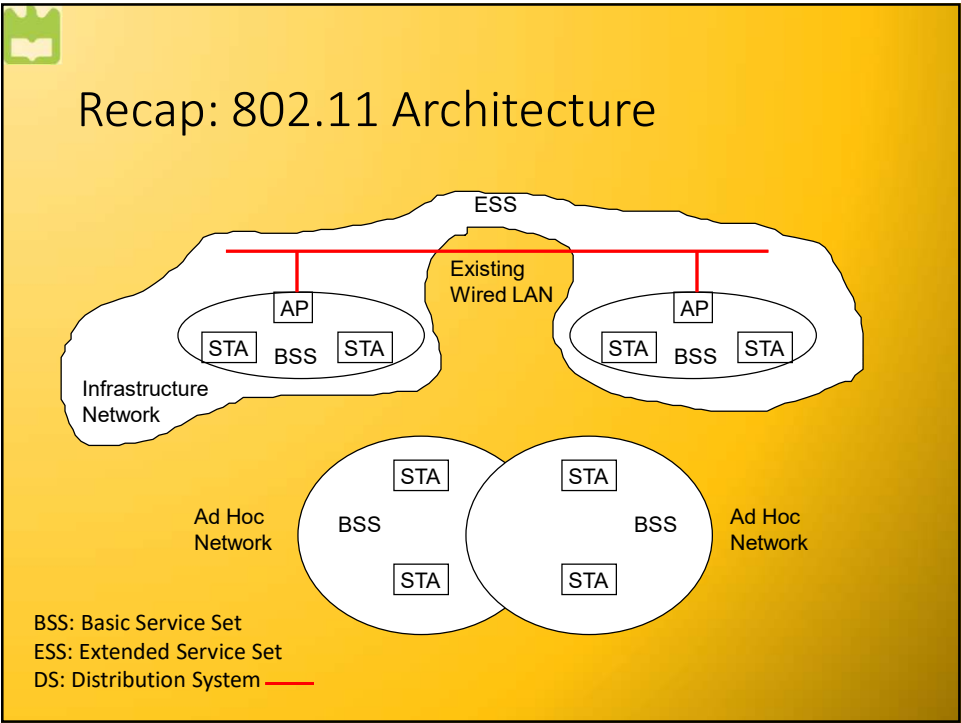 Recap: 802.11 Architecture
ESS
Existing
Wired LAN
AP
STA
BSS
STA
AP
STA
BSS
STA
Infrastructure
Network
STA
BSS
STA
Ad Hoc
Network
STA
BSS
STA
Ad Hoc
Network
BSS: Basic Service Set
ESS: Extended Service Set
DS: Distribution System